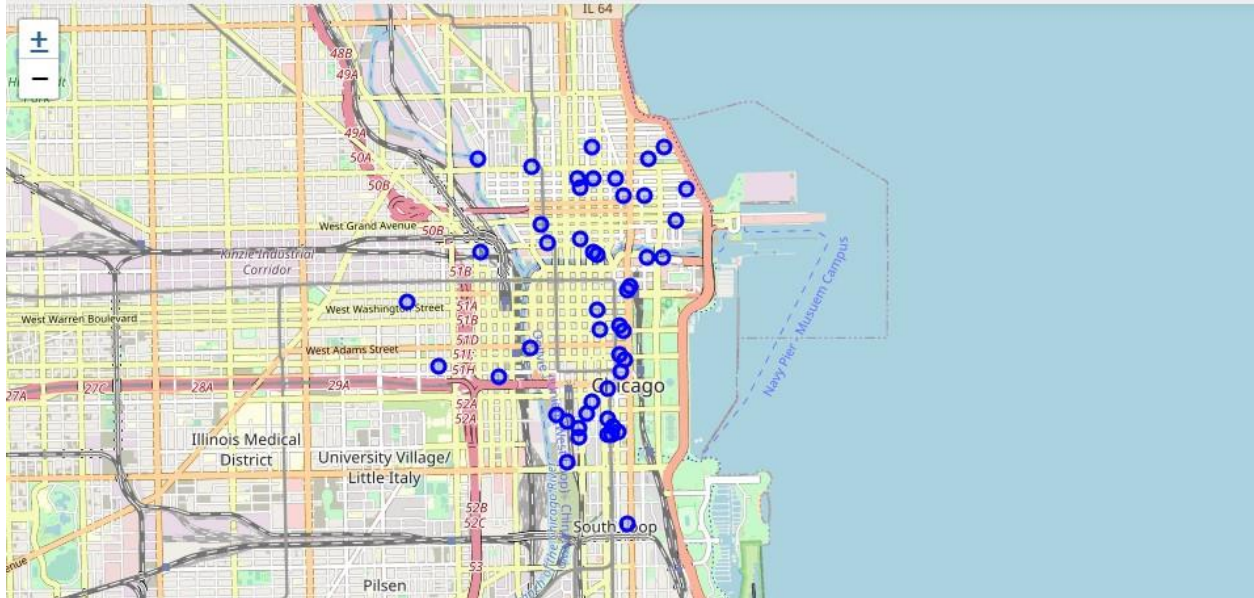 IL 64
+
−
48B
49A
49A
50A
50B
West Grand Avenue
50B
Kinzie Industrial
Corridor
51B
51A
West Washington Street
West Warren Boulevard
51B
51D
West Adams Street
51H
Chicago
27A
27C
28A
29A
52A
52A
Illinois Medical
District
University Village/
Little Italy
52B
52C
South Loop
53
Pilsen
Navy Pier - Musuem Campus